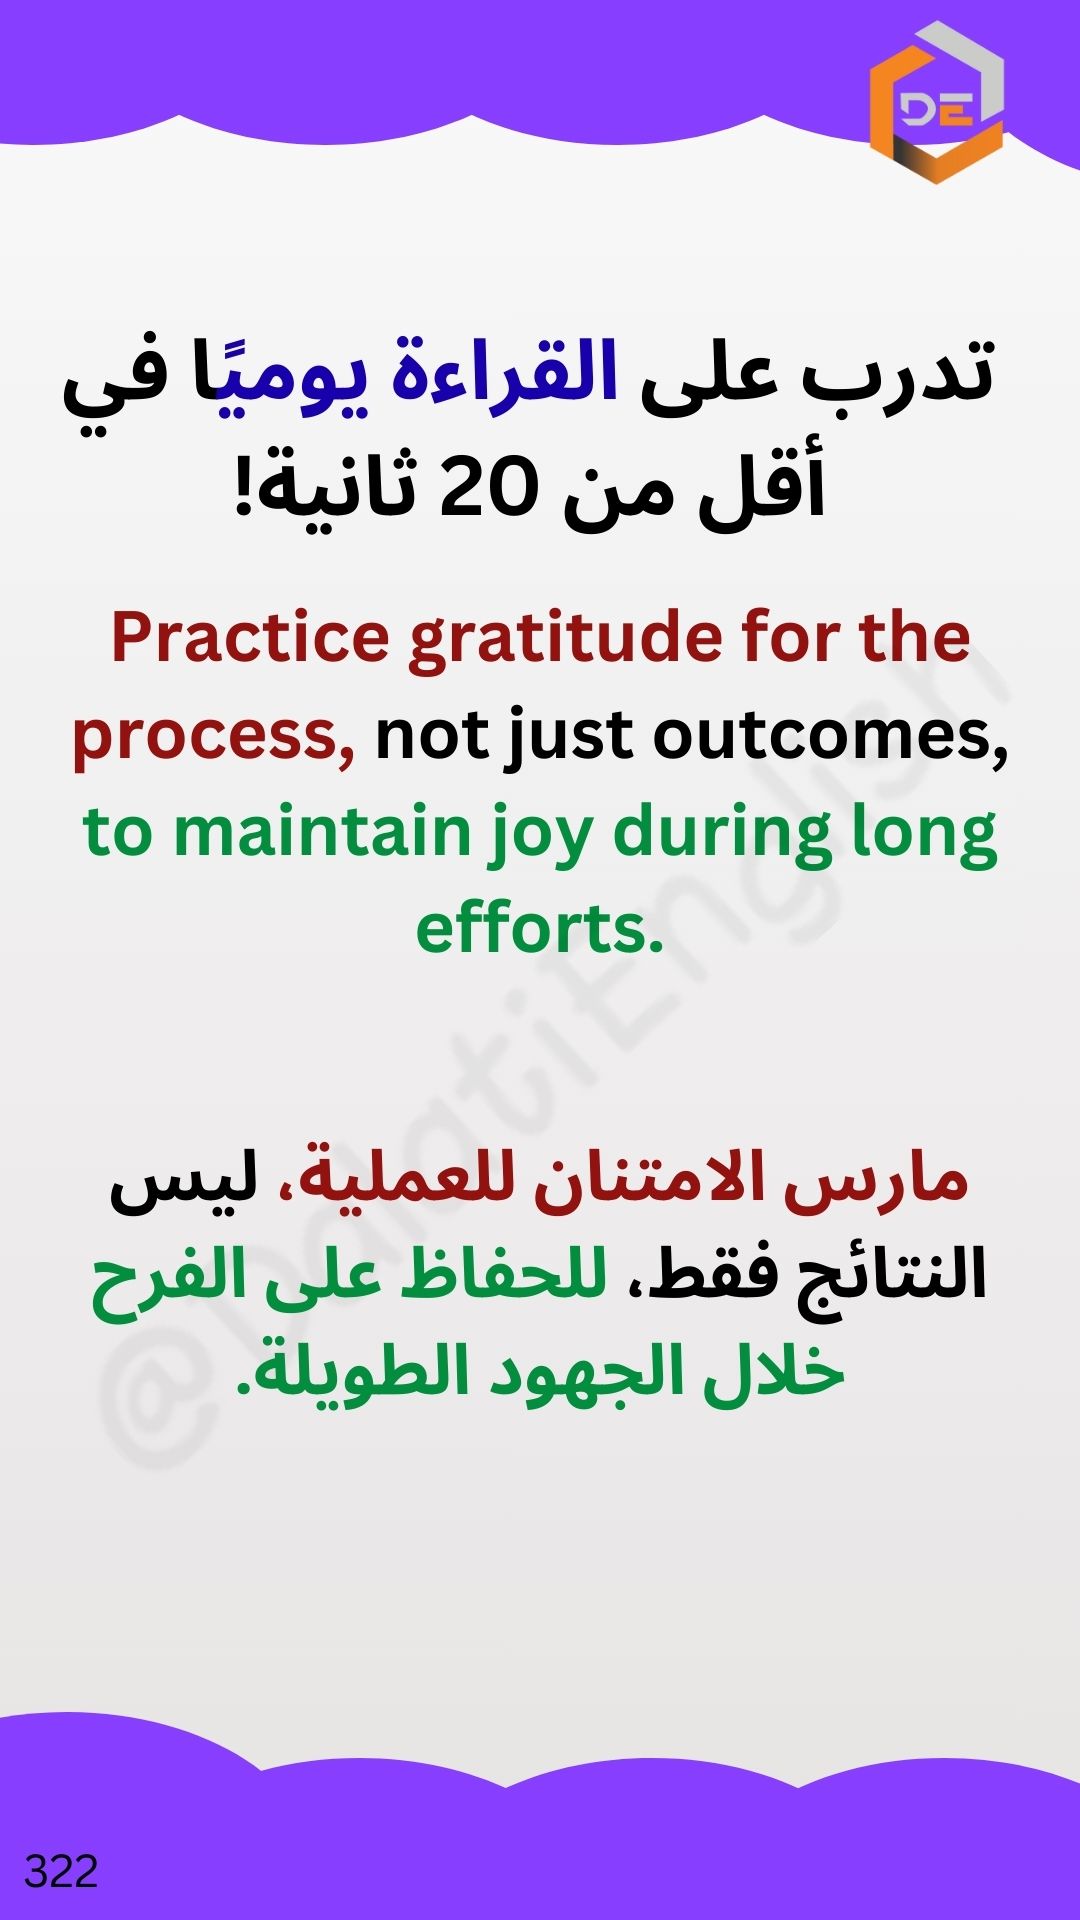 DE
تدرب على القراءة يوميًا في
أقل من 20 ثانية!
Practice gratitude for the
process, not just outcomes,
to maintain joy during long
efforts.
@DalatiEnglish
مارس الامتنان للعملية، ليس
النتائج فقط، للحفاظ على الفرح
خلال الجهود الطويلة.
322